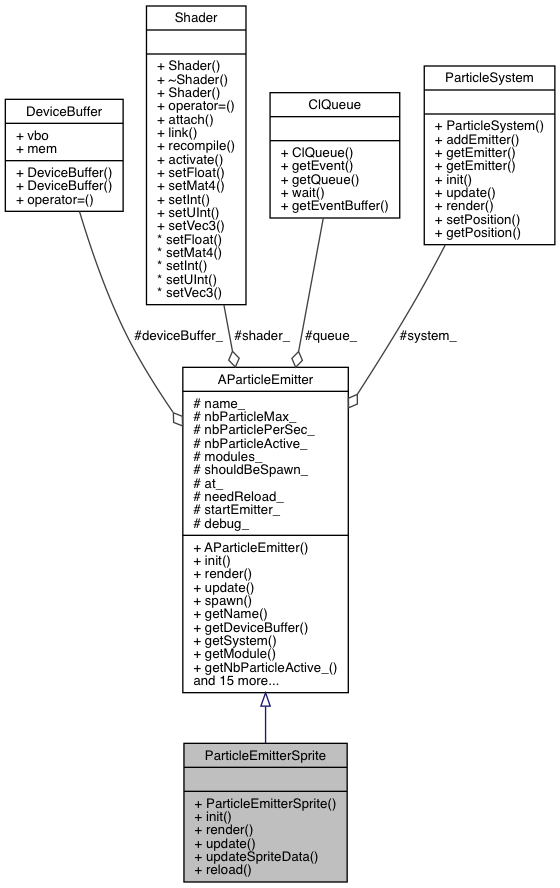 Shader
+ Shader()
+ ~Shader()
+ Shader()
+ operator=()
+ attach()
+ link()
+ recompile()
+ activate()
+ setFloat()
+ setMat4()
+ setInt()
+ setUInt()
+ setVec3()
* setFloat()
* setMat4()
* setInt()
* setUInt()
* setVec3()
DeviceBuffer
+ vbo
+ mem
+ DeviceBuffer()
+ DeviceBuffer()
+ operator=()
ClQueue
+ ClQueue()
+ getEvent()
+ getQueue()
+ wait()
+ getEventBuffer()
ParticleSystem
+ ParticleSystem()
+ addEmitter()
+ getEmitter()
+ getEmitter()
+ init()
+ update()
+ render()
+ setPosition()
+ getPosition()
#deviceBuffer_
#shader_
#queue_
#system_
AParticleEmitter
# name_
# nbParticleMax_
# nbParticlePerSec_
# nbParticleActive_
# modules_
# shouldBeSpawn_
# at_
# needReload_
# startEmitter_
# debug_
+ AParticleEmitter()
+ init()
+ render()
+ update()
+ spawn()
+ getName()
+ getDeviceBuffer()
+ getSystem()
+ getModule()
+ getNbParticleActive_()
and 15 more...
ParticleEmitterSprite
+ ParticleEmitterSprite()
+ init()
+ render()
+ update()
+ updateSpriteData()
+ reload()